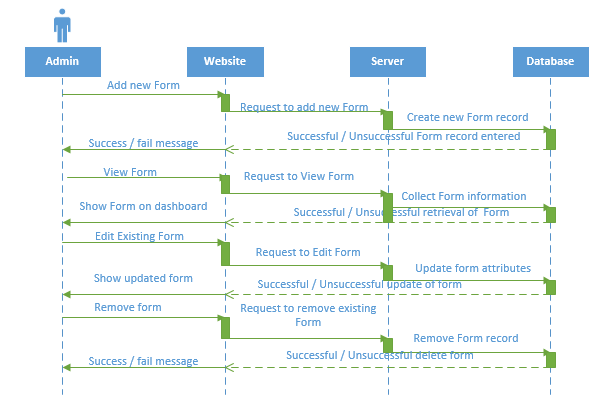 Admin
Website
Server
Database
Add new Form
Request to add new Form
Create new Form record
Successful / Unsuccessful Form record entered
Success / fail message
View Form
Request to View Form
Collect Form information
Show Form on dashboard
Successful / Unsuccessful retrieval of Form
Edit Existing Form
Request to Edit Form
Update form attributes
Show updated form
Successful / Unsuccessful update of form
Remove form
Request to remove existing
Form
Remove Form record
Successful / Unsuccessful delete form
Success / fail message